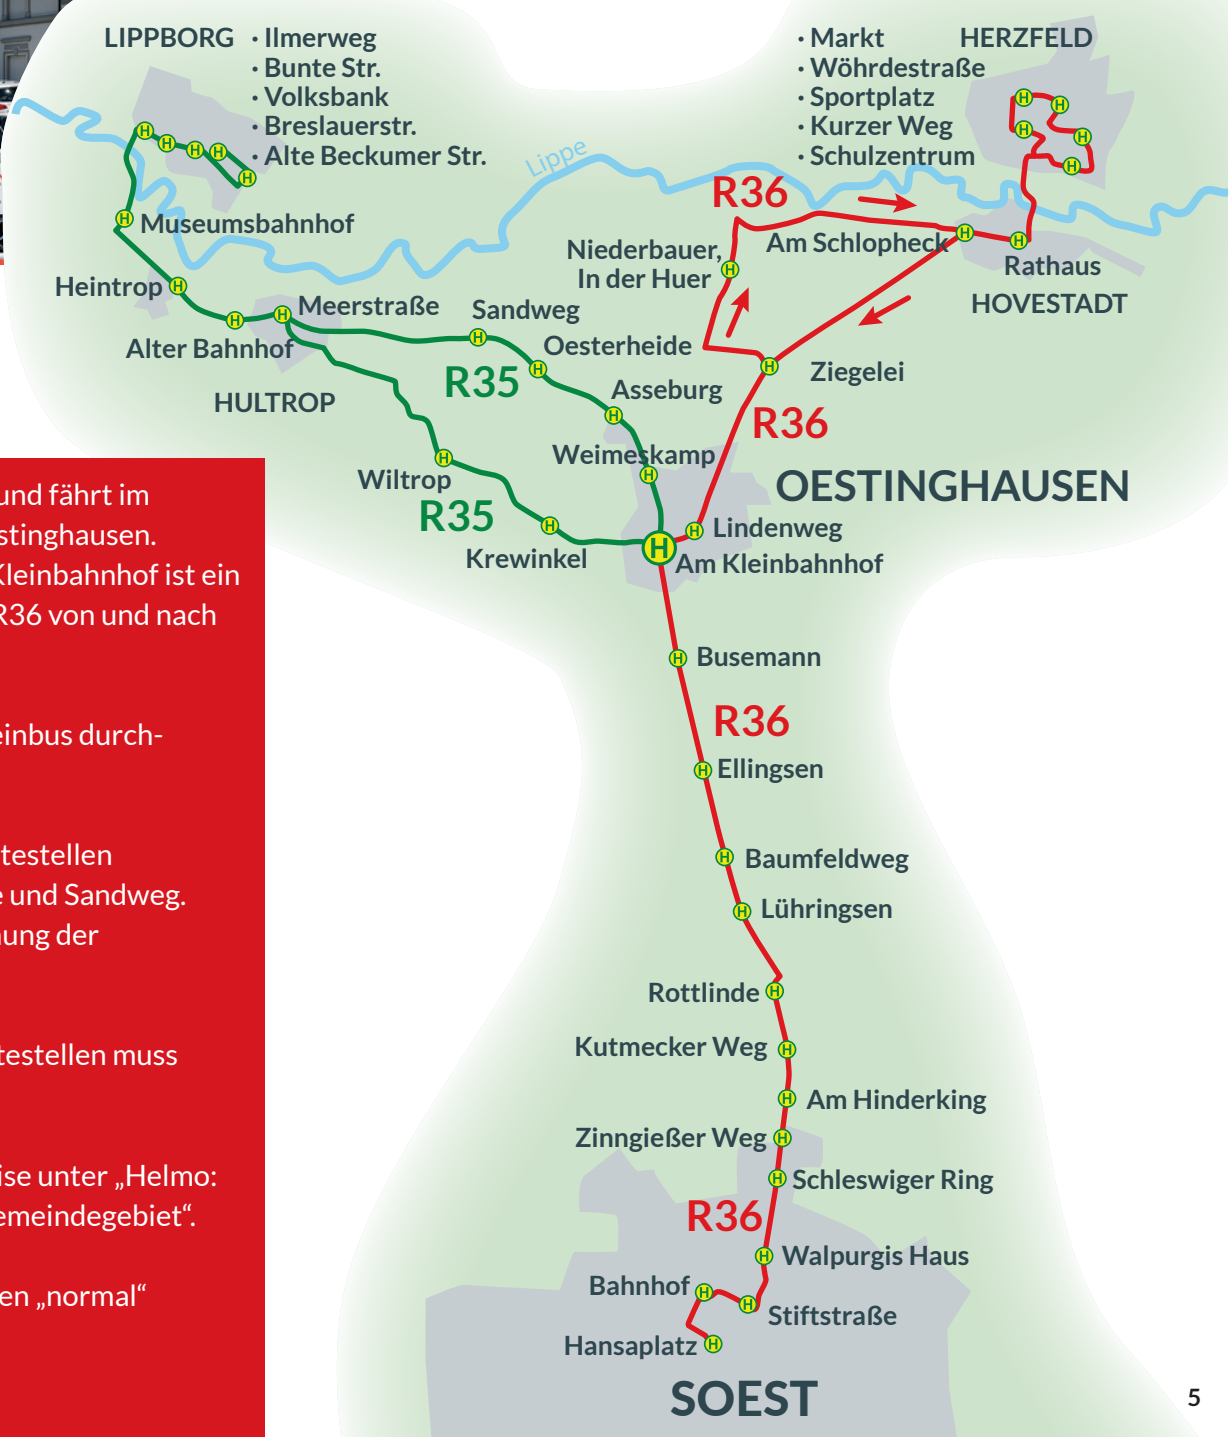 LIPPBORG
· Ilmerweg
· Bunte Str.
· Volksbank
· Breslauerstr.
· Alte Beckumer Str.
· Markt
· Wöhrdestraße
· Sportplatz
· Kurzer Weg
· Schulzentrum
HERZFELD
Lippe
R36
Museumsbahnhof
Niederbauer,
In der Huer
Am Schlopheck
Rathaus
HOVESTADT
Heintrop
Meerstraße
Sandweg
Alter Bahnhof
Oesterheide
Ziegelei
R35
Asseburg
HULTROP
R36
Weimeskamp
Wiltrop
OESTINGHAUSEN
R35
Lindenweg
Krewinkel
H
Am Kleinbahnhof
Busemann
R36
Ellingsen
Baumfeldweg
Lühringsen
Rottlinde
Kutmecker Weg
Am Hinderking
Zinngießer Weg
Schleswiger Ring
R36
Walpurgis Haus
Bahnhof
Stiftstraße
Hansaplatz
SOEST
und fährt im
stinghausen.
Kleinbahnhof ist ein
R36 von und nach
einbus durch-
testellen
e und Sandweg.
nung der
testellen muss
ise unter „Helmo:
emeindegebiet“.
en „normal“
5